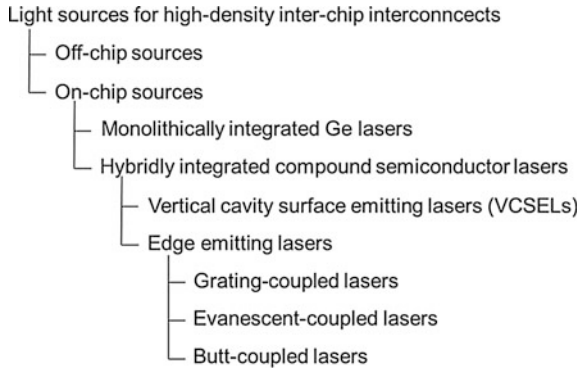 Light sources for high-density inter-chip interconncects
Off-chip sources
On-chip sources
Monolithically integrated Ge lasers
Hybridly integrated compound semiconductor lasers
Vertical cavity surface emitting lasers (VCSELs)
Edge emitting lasers
Grating-coupled lasers
Evanescent-coupled lasers
Butt-coupled lasers